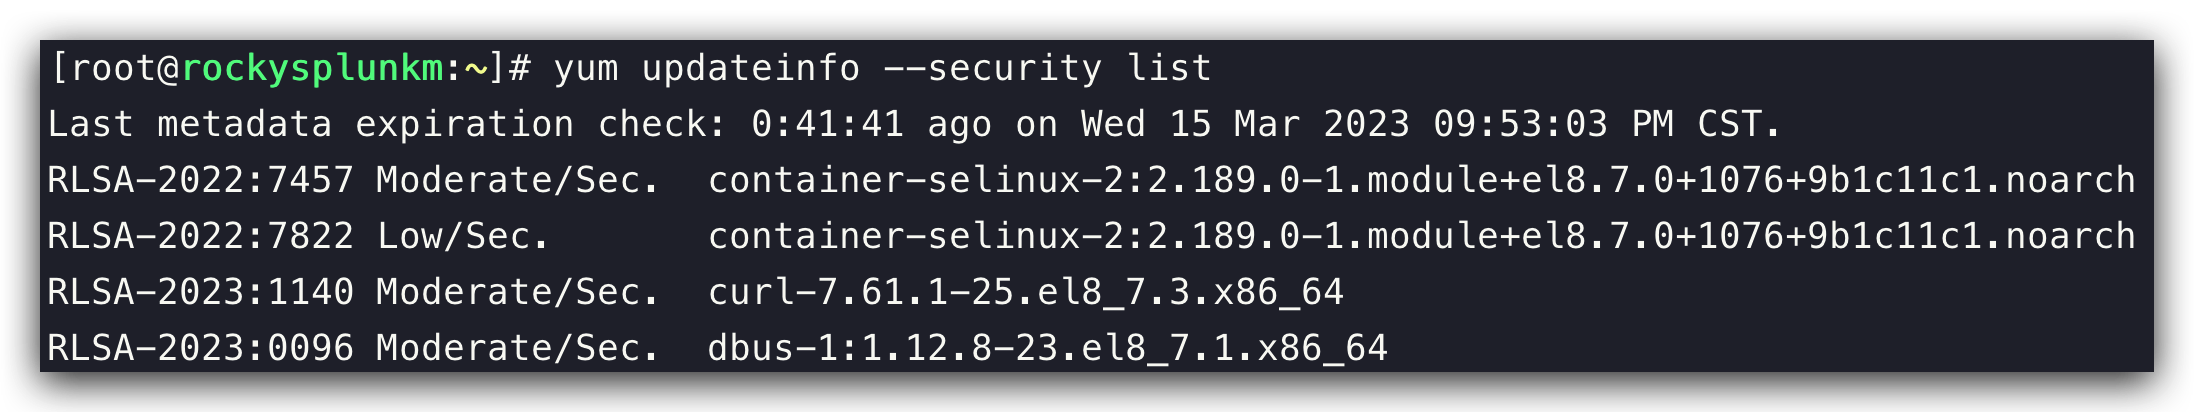 [root@rockysplunkm:~]# yum updateinfo --security list
Last metadata expiration check: 0:41:41 ago on Wed 15 Mar 2023 09:53:03 PM CST.
RLSA-2022:7457 Moderate/Sec.  container-selinux-2:2.189.0-1.module+el8.7.0+1076+9b1c11c1.noarch
RLSA-2022:7822 Low/Sec.       container-selinux-2:2.189.0-1.module+el8.7.0+1076+9b1c11c1.noarch
RLSA-2023:1140 Moderate/Sec.  curl-7.61.1-25.el8_7.3.x86_64
RLSA-2023:0096 Moderate/Sec.  dbus-1:1.12.8-23.el8_7.1.x86_64